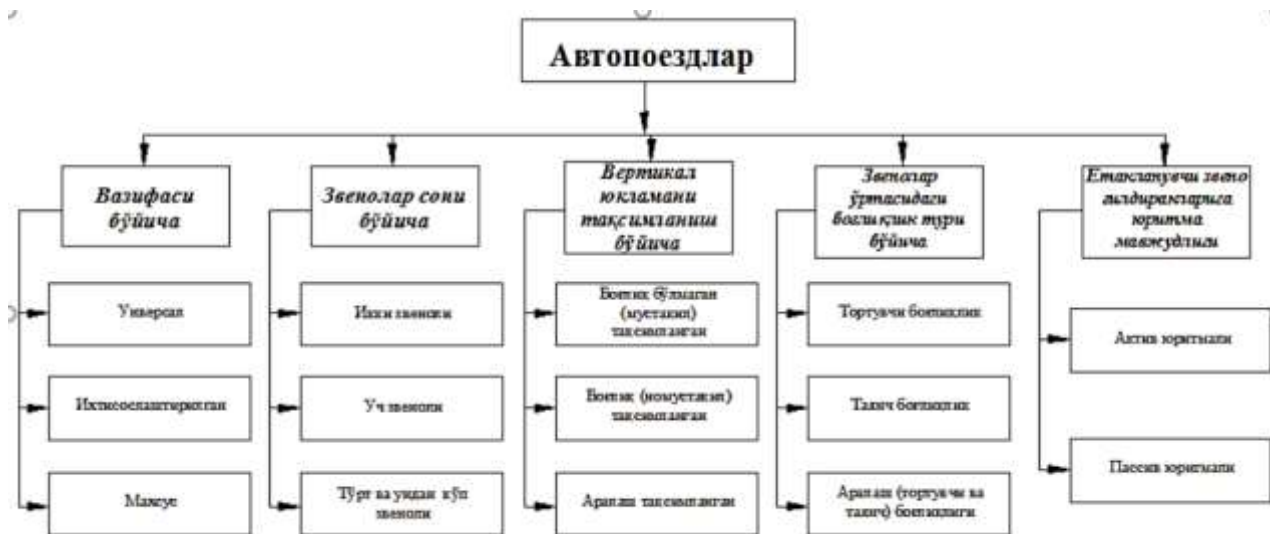 Автопоездлар
Вазифаси
бўйича
Звенолар сони
бўйича
Вертикал
юкламани
тақсимланиш
бўйича
Звенолар
ўртасидаги
боғлиқлик тури
бўйича
Етакланувчи звено
ғилдиракларига
юритма
мавжудлиги
Универсал
Ихтисослаштирилган
Махсус
Икки звеноли
Уч звеноли
Тўрт ва ундан кўп
звеноли
Боғлиқ бўлмаган
(мустақил)
тақсимланган
Боғлиқ (номустақил)
тақсимланган
Аралаш тақсимланган
Тортувчи боғлиқлик
Таянч боғлиқлик
Аралаш (тортувчи ва
таянч) боғлиқлиги
Актив юритмали
Пассив юритмали